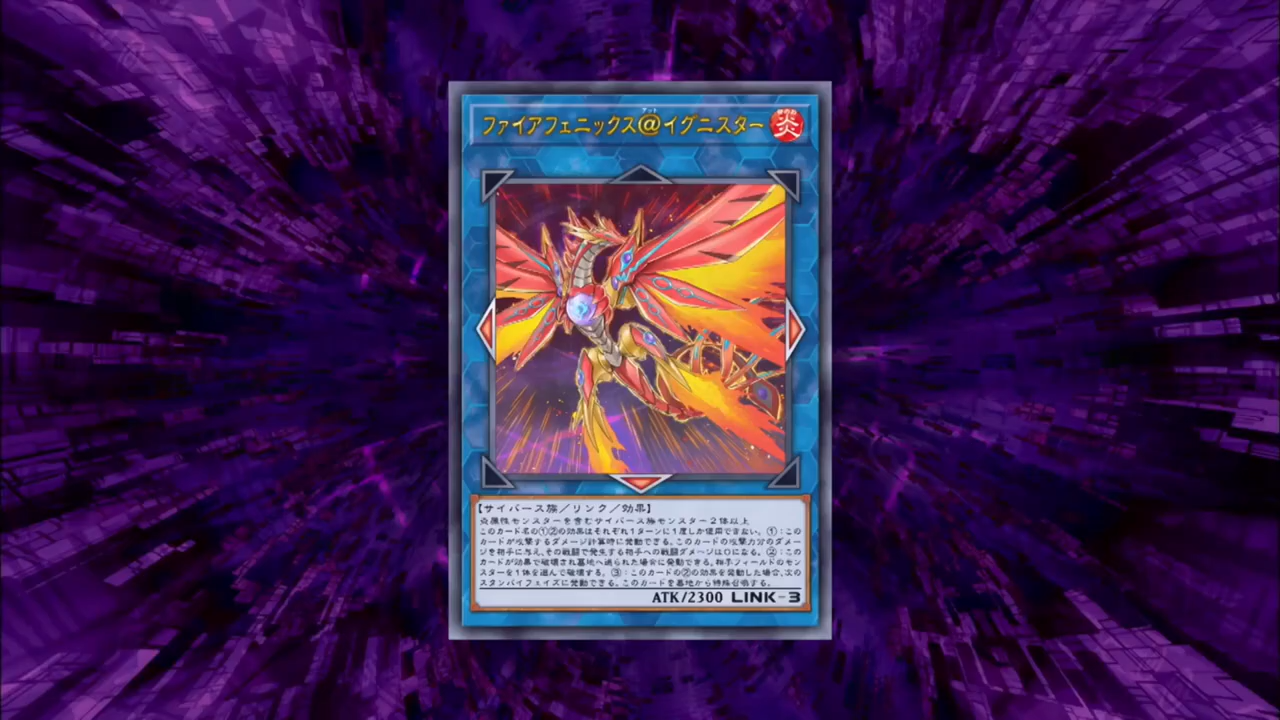 アット
ファイアフェニックス@イグニスター 炎
【サイバース族／リンク／効果】
炎属性モンスターを含むサイバース族モンスター２体以上
このカード名の①②の効果はそれぞれ１ターンに１度しか使用できない。①：この
カードが攻撃するダメージ計算時に発動できる。このカードの攻撃力分のダメー
ジを相手に与え、その戦闘で発生する相手への戦闘ダメージは０になる。②：この
カードが効果で破壊され墓地へ送られた場合に発動できる。相手フィールドのモン
スターを１体を選んで破壊する。③：このカードの②の効果を発動した場合、次の
スタンバイフェイズに発動できる。このカードを墓地から特殊召喚する。
ATK/2300 LINK-3